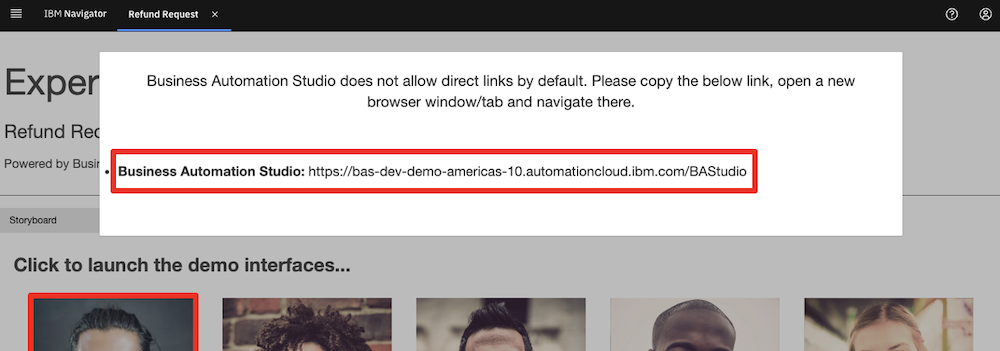 IBM Navigator
Refund Request
Business Automation Studio does not allow direct links by default. Please copy the below link, open a new
browser window/tab and navigate there.
Exper
Refund Req
Powered by Busin
• Business Automation Studio: https://bas-dev-demo-americas-10.automationcloud.ibm.com/BAStudio
Storyboard
Click to launch the demo interfaces...